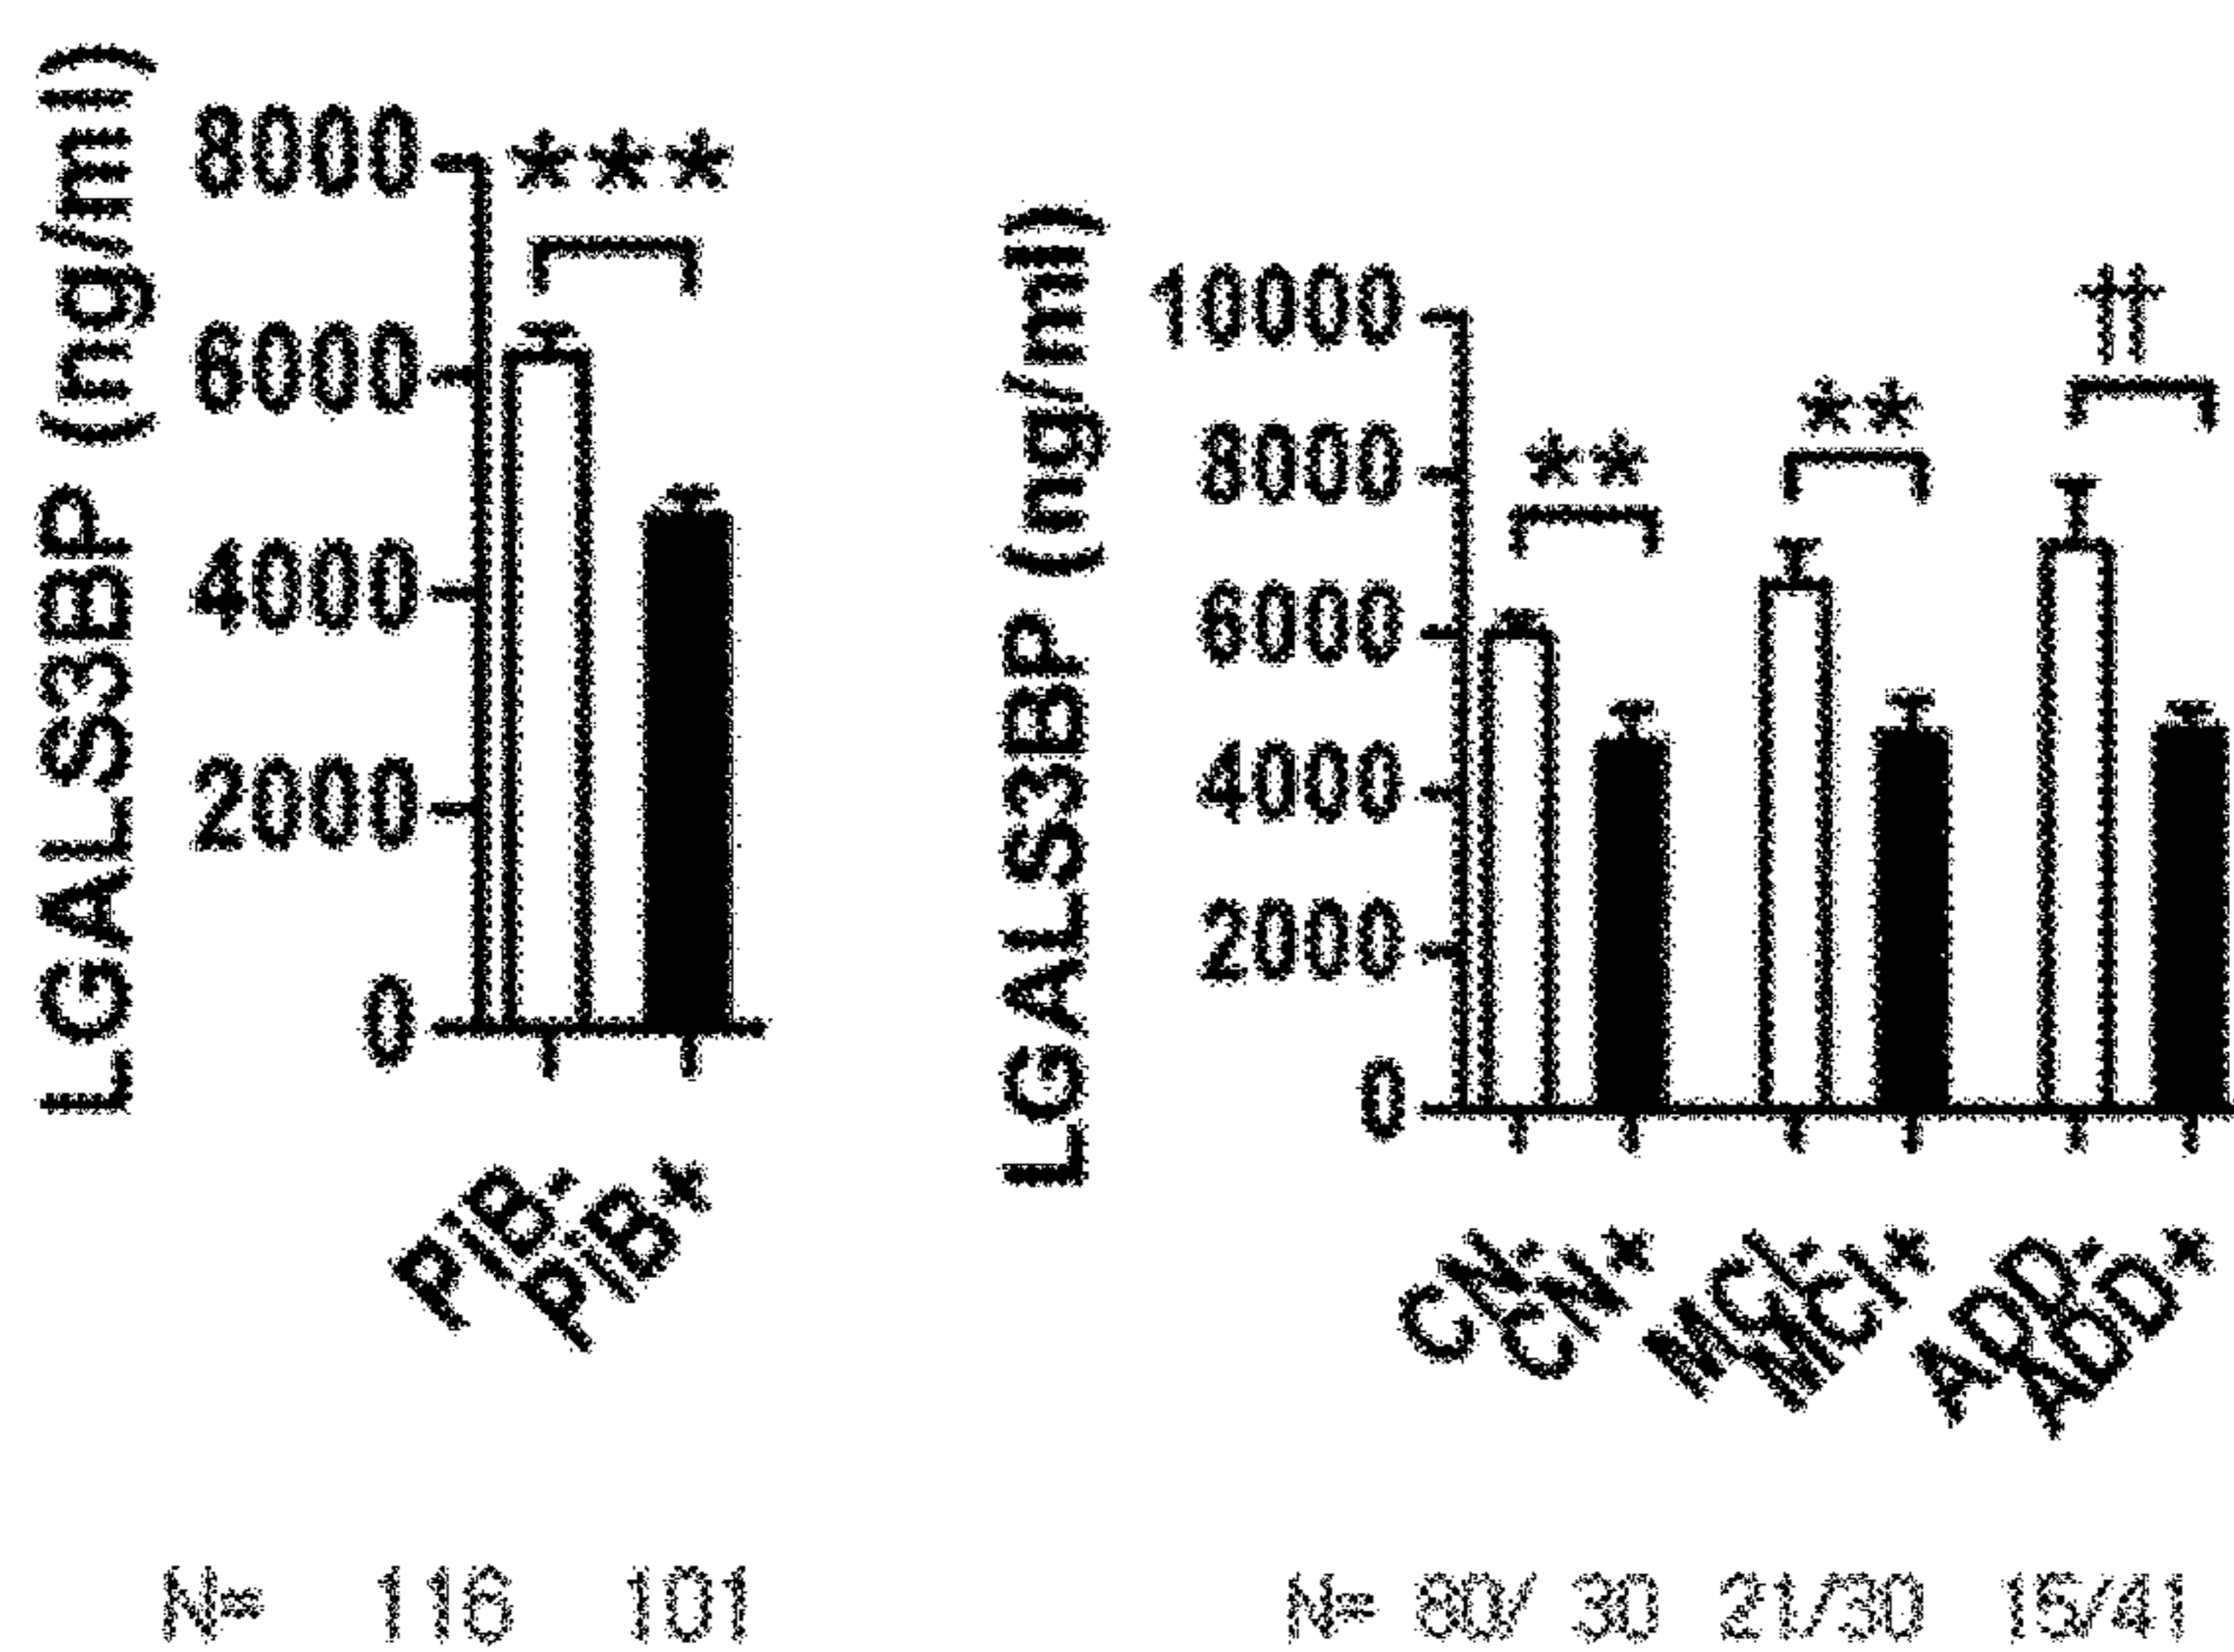 LGALS3BP (ng/ml)
8000
6000
4000
2000
0
***
PiB-
PiB+
N= 116 101
LGALS3BP (ng/ml)
10000
8000
6000
4000
2000
0
**
**
††
CN-
CN+
MCI-
MCI+
ADD-
ADD+
N= 80/ 30 21/30 15/41